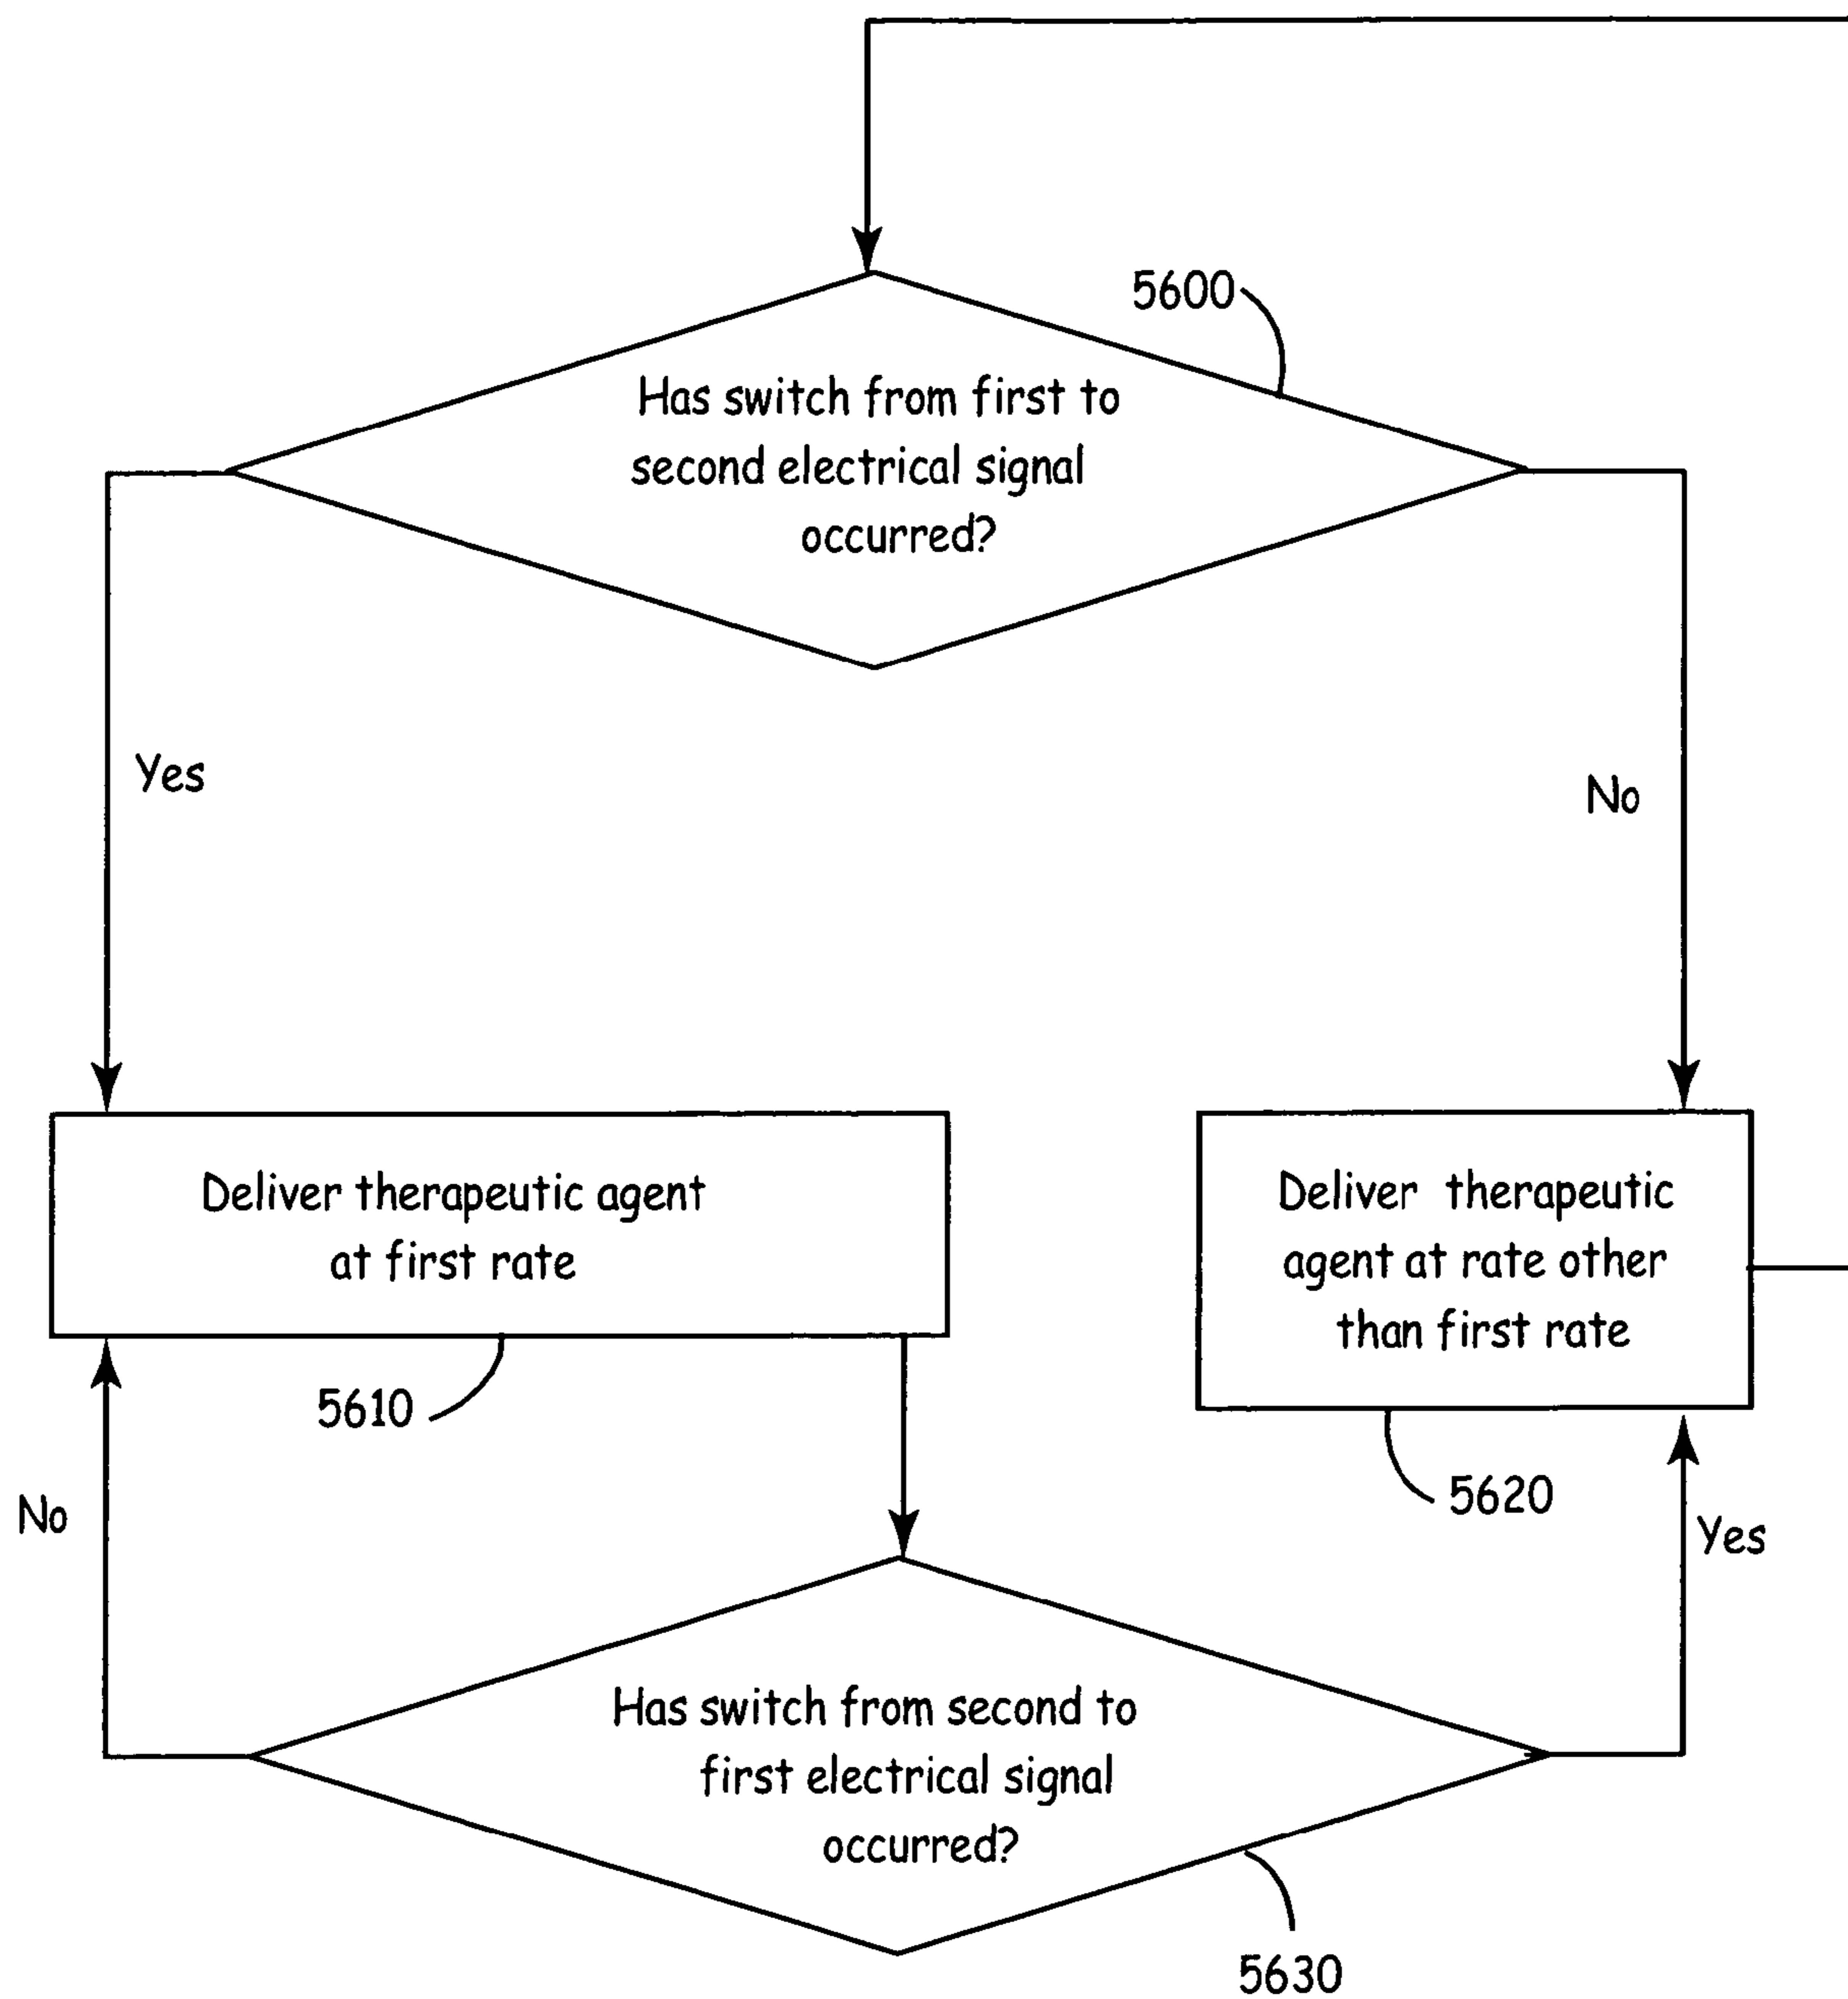 5600
Has switch from first to
second electrical signal
occurred?
Yes
No
Deliver therapeutic agent
at first rate
Deliver therapeutic
agent at rate other
than first rate
5610
5620
No
Yes
Has switch from second to
first electrical signal
occurred?
5630